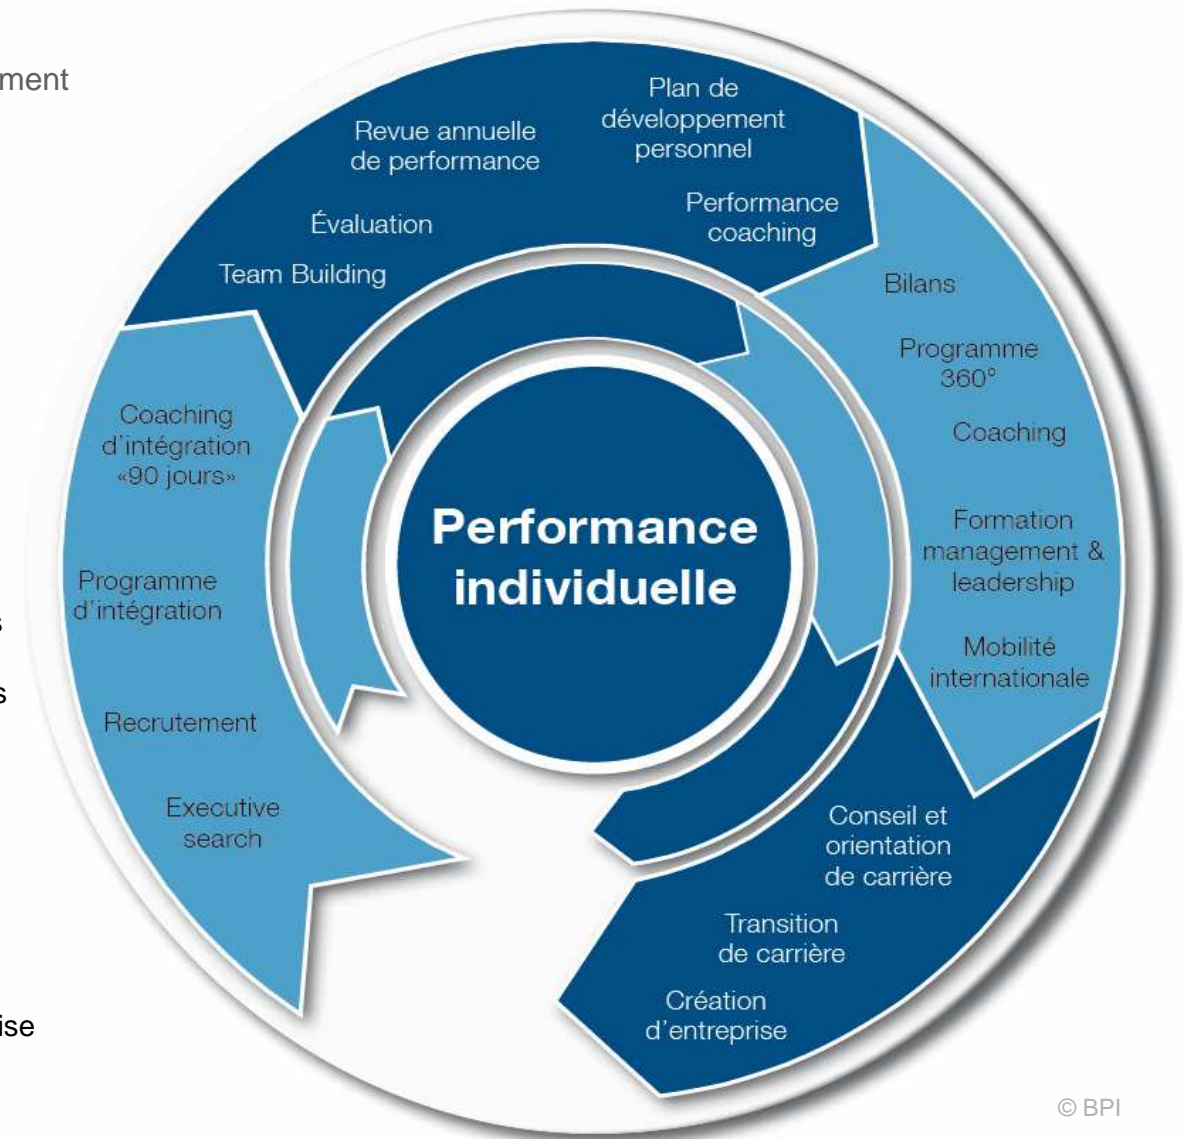 ment
Revue annuelle
de performance
Plan de
développement
personnel
Évaluation
Performance
coaching
Team Building
Bilans
Programme
360°
Coaching
Formation
management &
leadership
Mobilité
internationale
Coaching
d'intégration
«90 jours»
Programme
d'intégration
Recrutement
Executive
search
Performance
individuelle
s
s
ise
Conseil et
orientation
de carrière
Transition
de carrière
Création
d'entreprise
© BPI